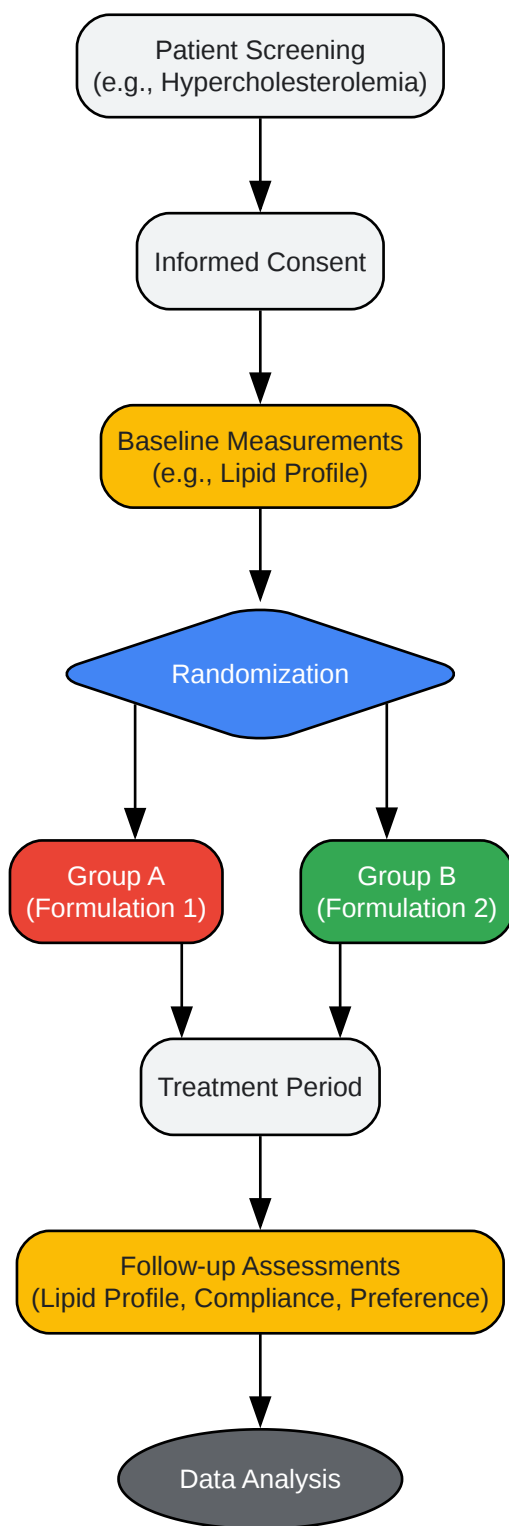 Patient Screening
(e.g., Hypercholesterolemia)
Informed Consent
Baseline Measurements
(e.g., Lipid Profile)
Randomization
Group A
(Formulation 1)
Group B
(Formulation 2)
Treatment Period
Follow-up Assessments
(Lipid Profile, Compliance, Preference)
Data Analysis